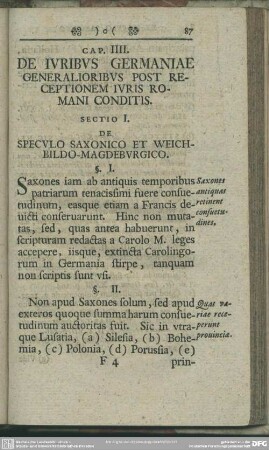 )o( 87
CAP. IIII.
DE IVRIBVS GERMANIAE
GENERALIORIBVS POST RE-
CEPTIONEM IVRIS RO-
MANI CONDITIS.
SECTIO I.
DE
SPECVLO SAXONICO ET WEICH-
BILDO-MAGDEBVRGICO.
§. I.
Saxones iam ab antiquis temporibus
patriarum tenacissimi fuere consue-
tudinum, easque etiam a Francis de-
uicti conseruarunt. Hinc non muta-
tas, sed, quas antea habuerunt, in
scripturam redactas a Carolo M. leges
accepere, iisque, extincta Carolingo-
rum in Germania stirpe, tanquam
non scriptis sunt vsi.
Saxones
antiquas
retinent
consuetu-
dines.
§. II.
Non apud Saxones solum, sed apud
exteros quoque summa harum consue-
tudinum auctoritas fuit. Sic in vtra-
que Lusatia, (a) Silesia, (b) Bohe-
mia, (c) Polonia, (d) Porussia, (e)
Quas va-
riae rece-
perunt
prouincia.
F 4 prin-